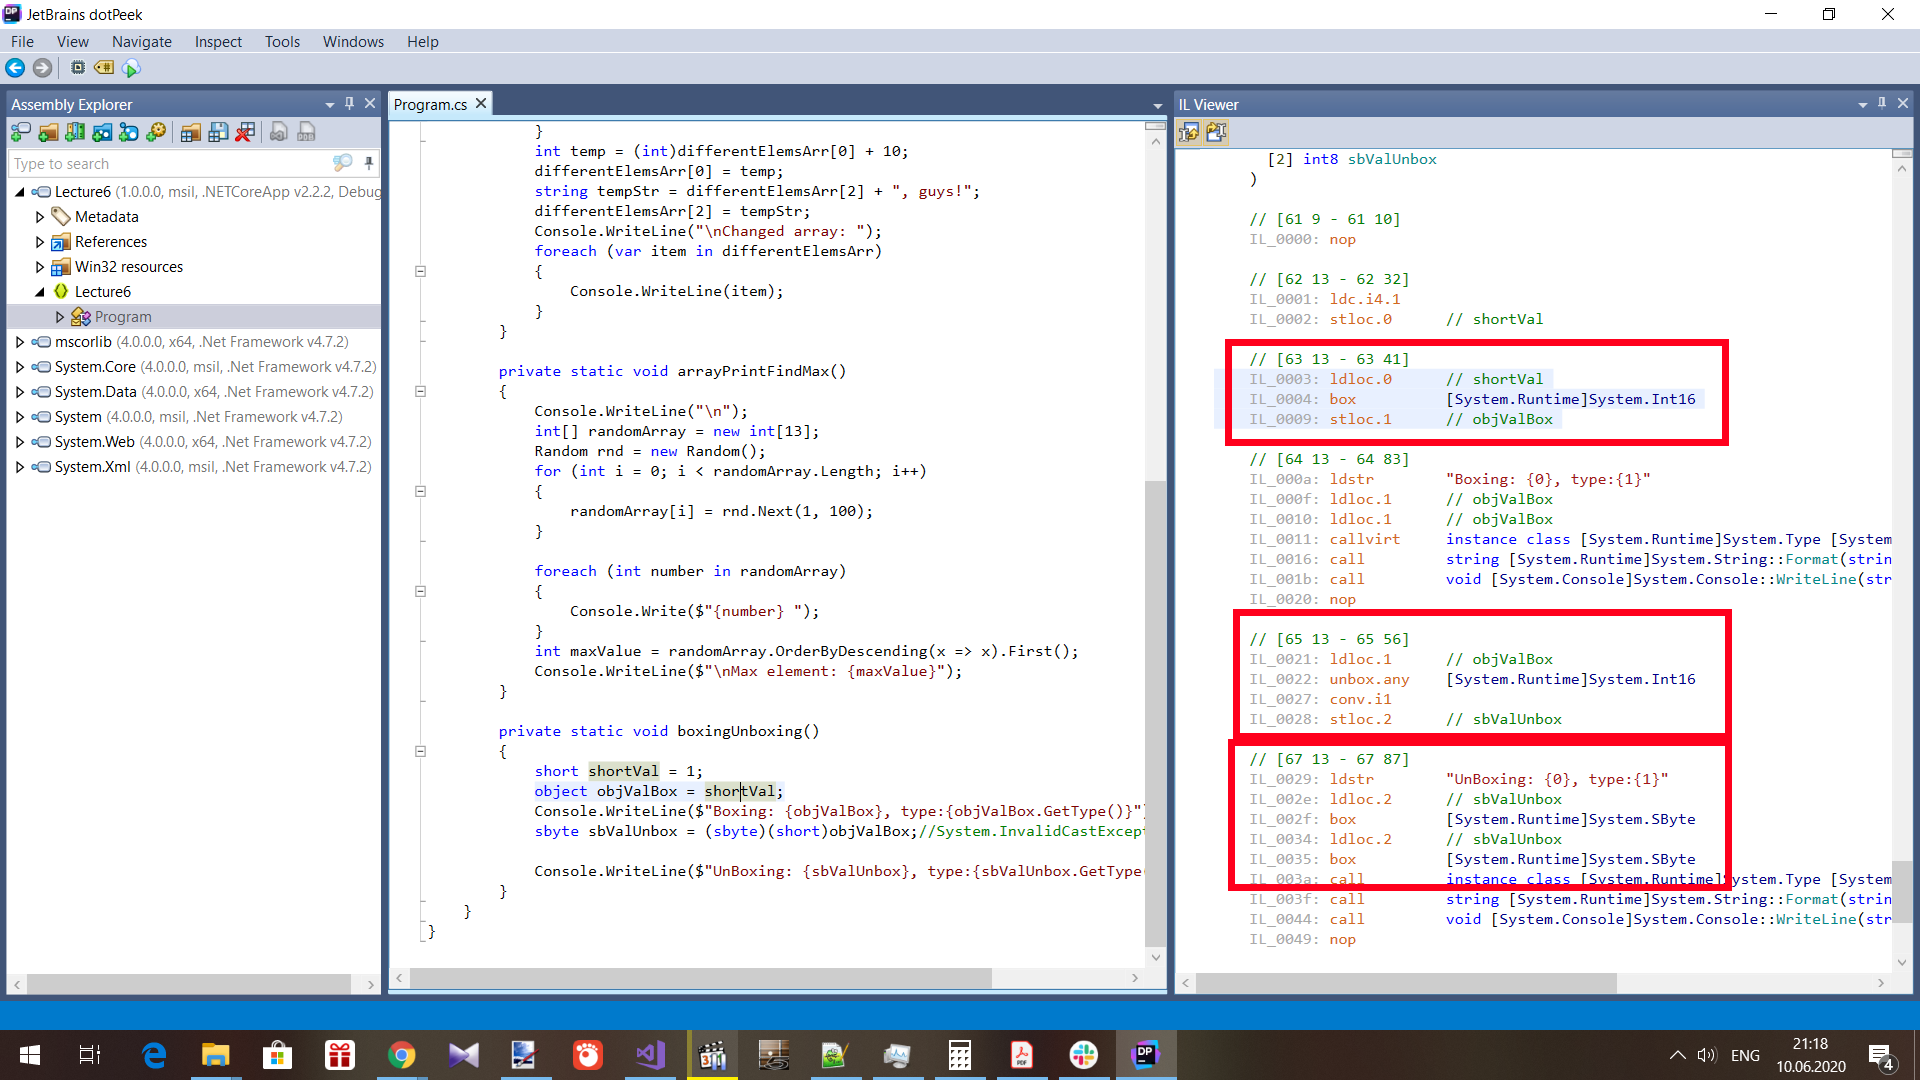 JetBrains dotPeek
File View Navigate Inspect Tools Windows Help
Assembly Explorer
Type to search
Lecture6 (1.0.0.0, msil, .NETCoreApp v2.2.2, Debug
Metadata
References
Win32 resources
Lecture6
Program
mscorlib (4.0.0.0, x64, .Net Framework v4.7.2)
System.Core (4.0.0.0, msil, .Net Framework v4.7.2)
System.Data (4.0.0.0, x64, .Net Framework v4.7.2)
System (4.0.0.0, msil, .Net Framework v4.7.2)
System.Web (4.0.0.0, x64, .Net Framework v4.7.2)
System.Xml (4.0.0.0, msil, .Net Framework v4.7.2)
Program.cs
}
int temp = (int)differentElemsArr[0] + 10;
differentElemsArr[0] = temp;
string tempStr = differentElemsArr[2] + ", guys!";
differentElemsArr[2] = tempStr;
Console.WriteLine("\nChanged array: ");
foreach (var item in differentElemsArr)
{
Console.WriteLine(item);
}
}
private static void arrayPrintFindMax()
{
Console.WriteLine("\n");
int[] randomArray = new int[13];
Random rnd = new Random();
for (int i = 0; i < randomArray.Length; i++)
{
randomArray[i] = rnd.Next(1, 100);
}
foreach (int number in randomArray)
{
Console.Write($"{number} ");
}
int maxValue = randomArray.OrderByDescending(x => x).First();
Console.WriteLine($"\nMax element: {maxValue}");
}
private static void boxingUnboxing()
{
short shortVal = 1;
object objValBox = shortVal;
Console.WriteLine($"Boxing: {objValBox}, type:{objValBox.GetType()}")
sbyte sbValUnbox = (sbyte)(short)objValBox;//System.InvalidCastExcept
Console.WriteLine($"UnBoxing: {sbValUnbox}, type:{sbValUnbox.GetType(
}
}
}
IL Viewer
[2] int8 sbValUnbox
)
// [61 9 - 61 10]
IL_0000: nop
// [62 13 - 62 32]
IL_0001: ldc.i4.1
IL_0002: stloc.0 // shortVal
// [63 13 - 63 41]
IL_0003: ldloc.0 // shortVal
IL_0004: box [System.Runtime]System.Int16
IL_0009: stloc.1 // objValBox
// [64 13 - 64 83]
IL_000a: ldstr "Boxing: {0}, type:{1}"
IL_000f: ldloc.1 // objValBox
IL_0010: ldloc.1 // objValBox
IL_0011: callvirt instance class [System.Runtime]System.Type [System
IL_0016: call string [System.Runtime]System.String::Format(strin
IL_001b: call void [System.Console]System.Console::WriteLine(str
IL_0020: nop
// [65 13 - 65 56]
IL_0021: ldloc.1 // objValBox
IL_0022: unbox.any [System.Runtime]System.Int16
IL_0027: conv.i1
IL_0028: stloc.2 // sbValUnbox
// [67 13 - 67 87]
IL_0029: ldstr "UnBoxing: {0}, type:{1}"
IL_002e: ldloc.2 // sbValUnbox
IL_002f: box [System.Runtime]System.SByte
IL_0034: ldloc.2 // sbValUnbox
IL_0035: box [System.Runtime]System.SByte
IL_003a: call instance class [System.Runtime]System.Type [System
IL_003f: call string [System.Runtime]System.String::Format(strin
IL_0044: call void [System.Console]System.Console::WriteLine(str
IL_0049: nop
ENG
21:18
10.06.2020
4